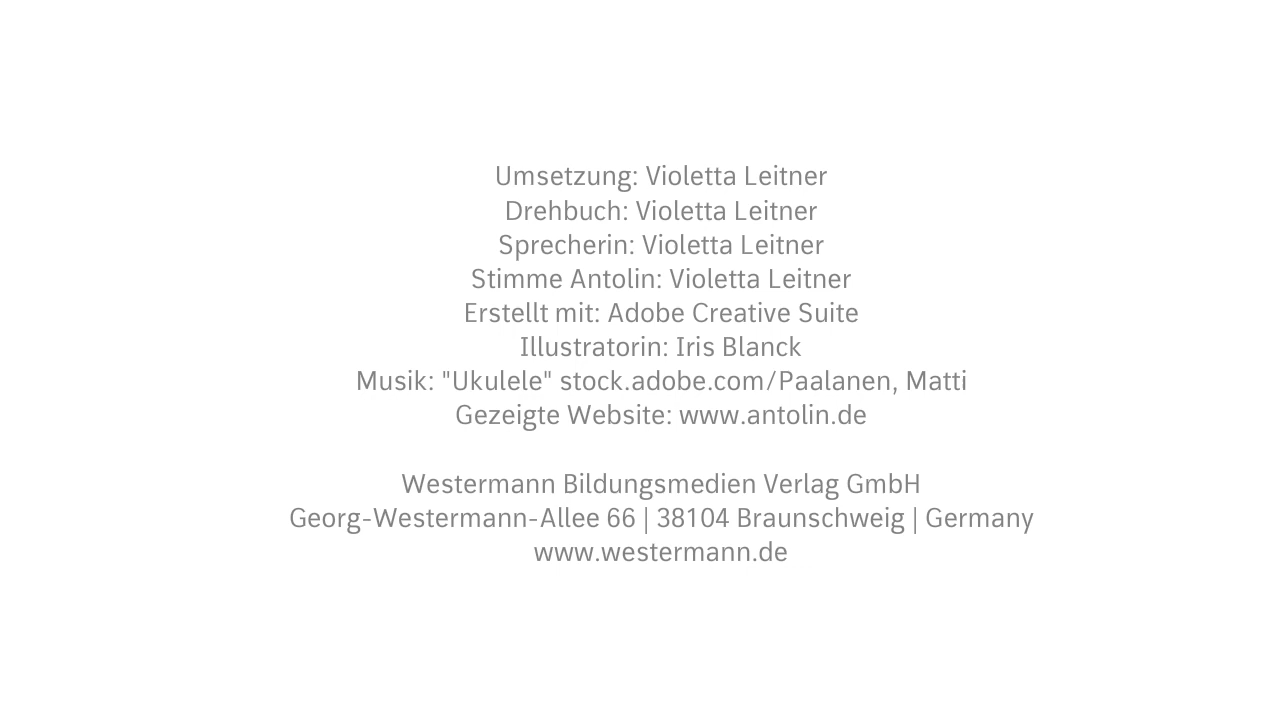 Umsetzung: Violetta Leitner
Drehbuch: Violetta Leitner
Sprecherin: Violetta Leitner
Stimme Antolin: Violetta Leitner
Erstellt mit: Adobe Creative Suite
Illustratorin: Iris Blanck
Musik: "Ukulele" stock.adobe.com/Paalanen, Matti
Gezeigte Website: www.antolin.de
Westermann Bildungsmedien Verlag GmbH
Georg-Westermann-Allee 66 | 38104 Braunschweig | Germany
www.westermann.de